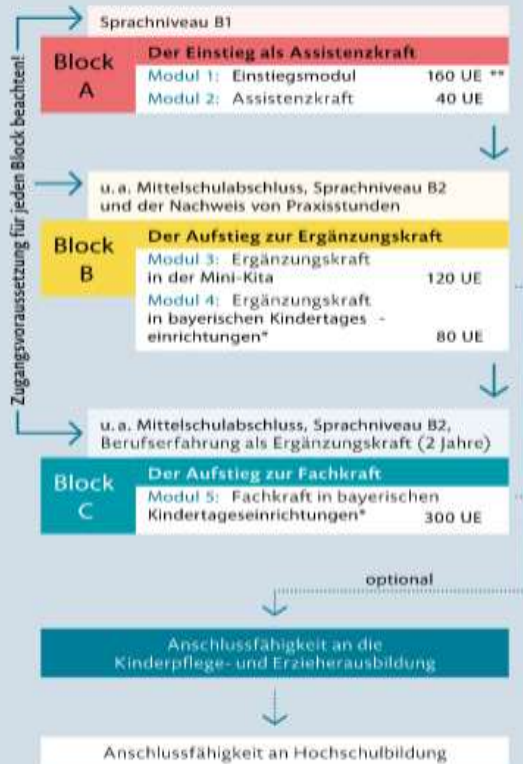 Zugangsvoraussetzung für jeden Block beachten!
Sprachniveau B1
Block A
Der Einstieg als Assistenzkraft
Modul 1: Einstiegsmodul 160 UE **
Modul 2: Assistenzkraft 40 UE
u. a. Mittelschulabschluss, Sprachniveau B2
und der Nachweis von Praxisstunden
Block B
Der Aufstieg zur Ergänzungskraft
Modul 3: Ergänzungskraft
in der Mini-Kita 120 UE
Modul 4: Ergänzungskraft
in bayerischen Kindertages -
einrichtungen* 80 UE
u. a. Mittelschulabschluss, Sprachniveau B2,
Berufserfahrung als Ergänzungskraft (2 Jahre)
Block C
Der Aufstieg zur Fachkraft
Modul 5: Fachkraft in bayerischen
Kindertageseinrichtungen* 300 UE
optional
Anschlussfähigkeit an die
Kinderpflege- und Erzieherausbildung
Anschlussfähigkeit an Hochschulbildung